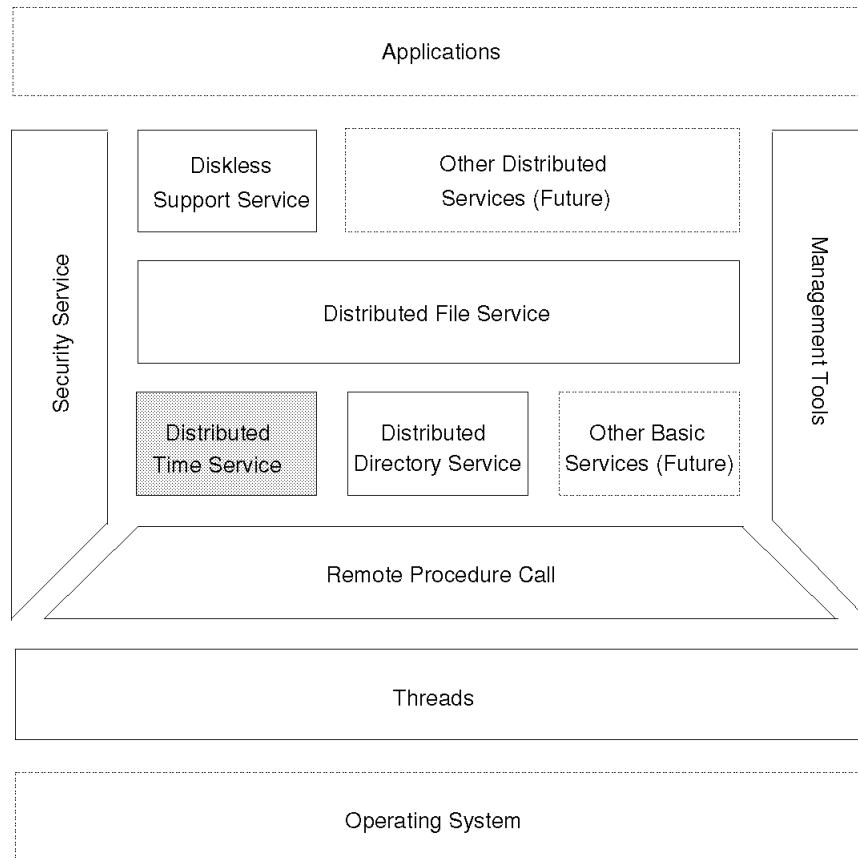 Applications
Diskless
Support Service
Other Distributed
Services (Future)
Security Service
Management Tools
Distributed File Service
Distributed
Time Service
Distributed
Directory Service
Other Basic
Services (Future)
Remote Procedure Call
Threads
Operating System